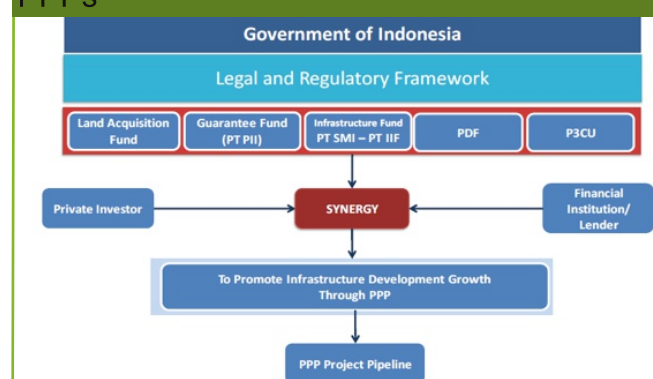 Government of Indonesia
Legal and Regulatory Framework
Land Acquisition
Fund
Guarantee Fund
(PT PII)
Infrastructure Fund
PT SMI – PT IIF
PDF
P3CU
Private Investor
SYNERGY
Financial
Institution/
Lender
To Promote Infrastructure Development Growth
Through PPP
PPP Project Pipeline